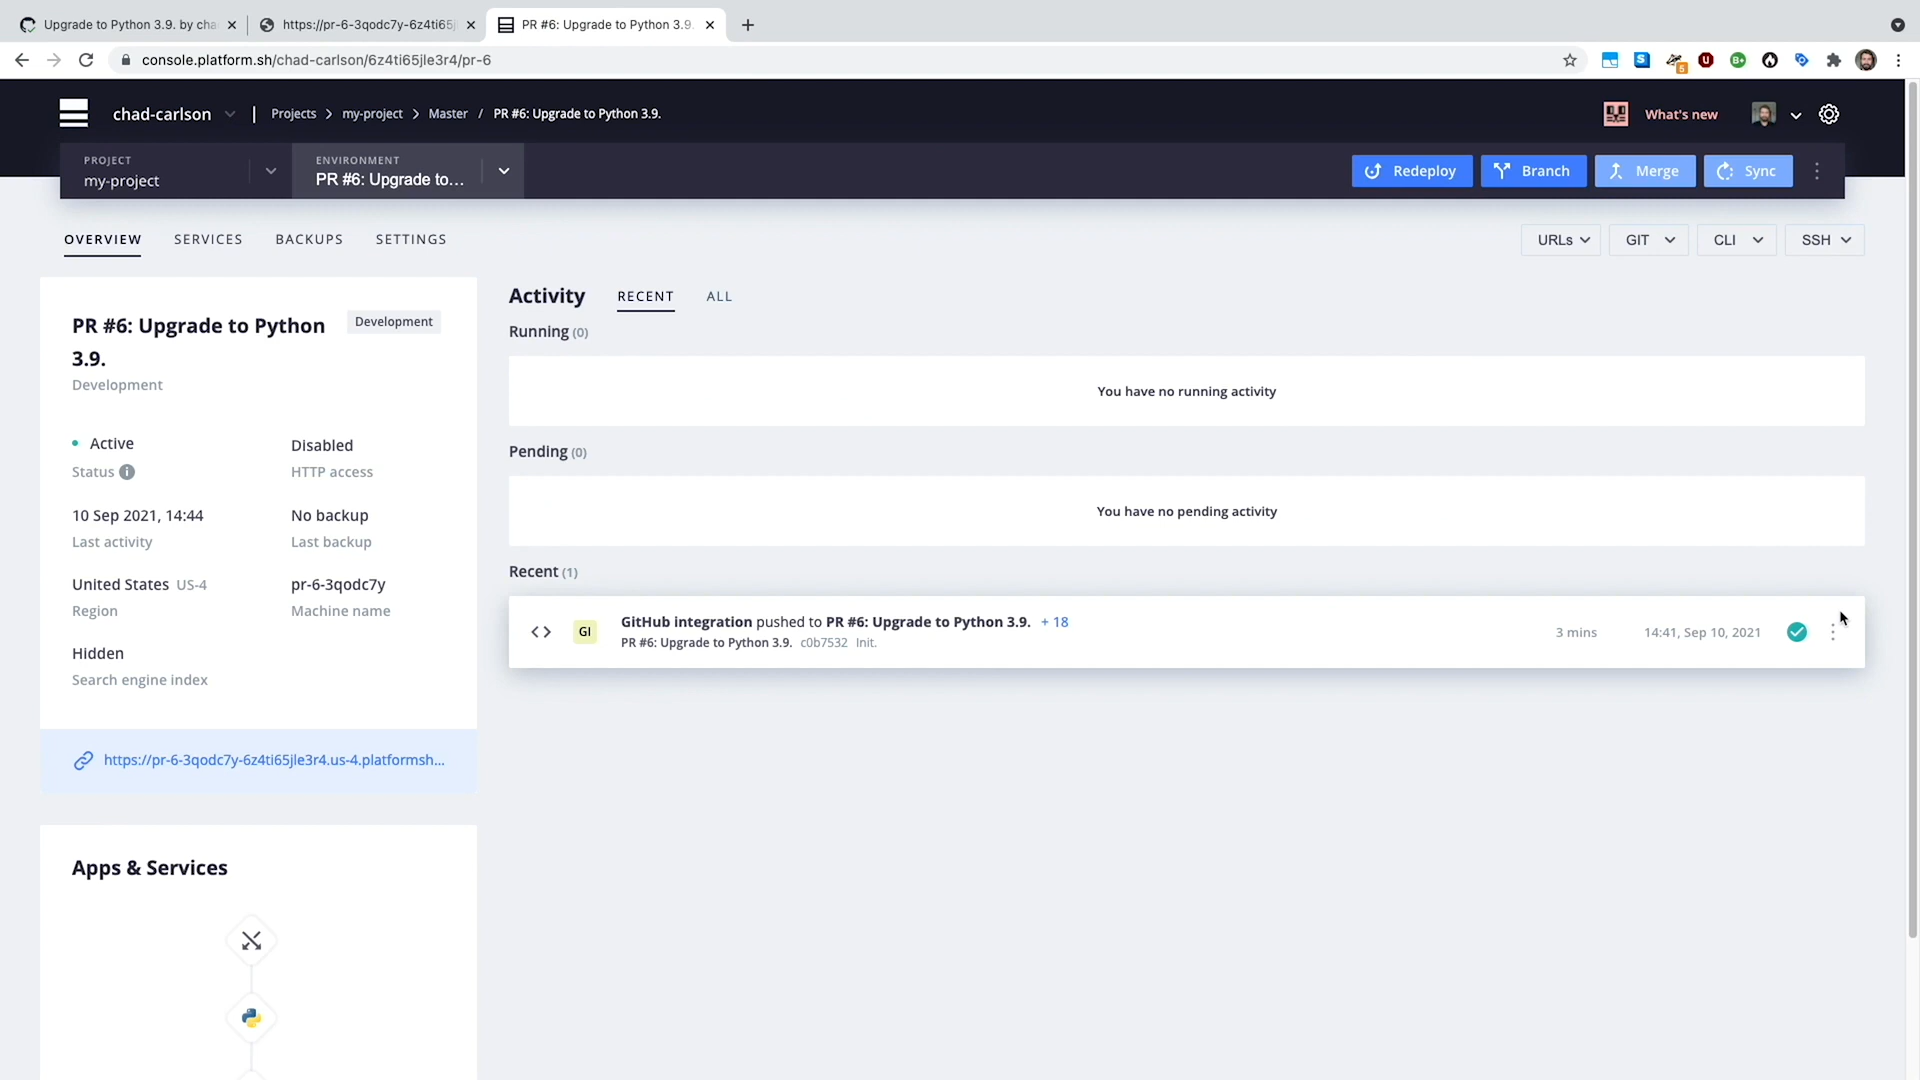 Upgrade to Python 3.9. by cha
https://pr-6-3qodc7y-6z4ti65j
PR #6: Upgrade to Python 3.9.
console.platform.sh/chad-carlson/6z4ti65jle3r4/pr-6
chad-carlson
Projects > my-project > Master / PR #6: Upgrade to Python 3.9.
What's new
PROJECT
my-project
ENVIRONMENT
PR #6: Upgrade to...
Redeploy
Branch
Merge
Sync
OVERVIEW
SERVICES
BACKUPS
SETTINGS
URLs
GIT
CLI
SSH
PR #6: Upgrade to Python
3.9.
Development
Development
Active
Status
Disabled
HTTP access
10 Sep 2021, 14:44
Last activity
No backup
Last backup
United States US-4
Region
pr-6-3qodc7y
Machine name
Hidden
Search engine index
https://pr-6-3qodc7y-6z4ti65jle3r4.us-4.platformsh...
Apps & Services
Activity
RECENT
ALL
Running (0)
You have no running activity
Pending (0)
You have no pending activity
Recent (1)
GI
GitHub integration pushed to PR #6: Upgrade to Python 3.9. + 18
PR #6: Upgrade to Python 3.9. c0b7532 Init.
3 mins
14:41, Sep 10, 2021